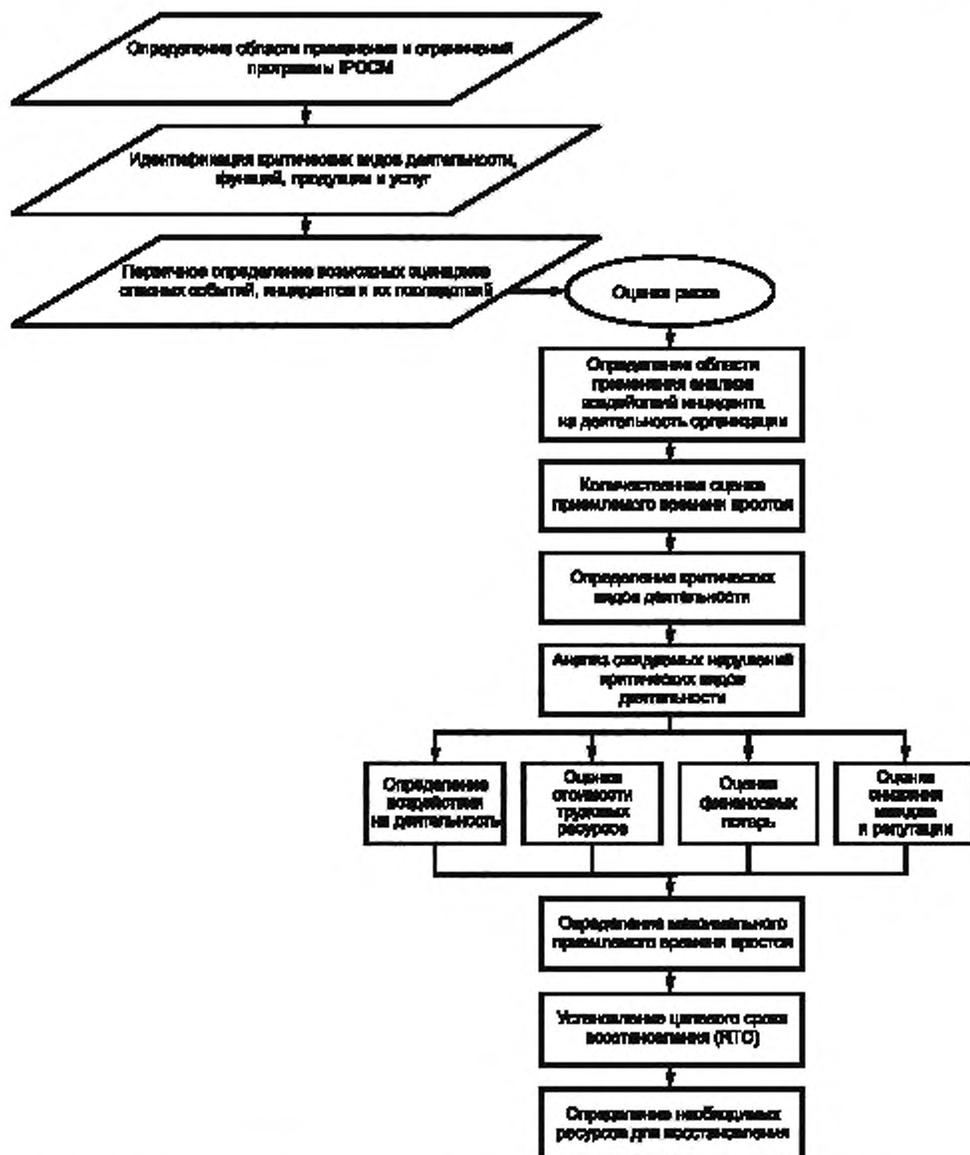 Определение области применения и ограничений
программы IPOCM
Идентификация критических видов деятельности,
функций, продукции и услуг
Первичное определение возможных сценариев
опасных событий, инцидентов и их последствий
Оценка риска
Определение области
применения анализа
воздействий инцидента
на деятельность организации
Количественная оценка
приемлемого времени простоя
Определение критических
видов деятельности
Анализ ожидаемых нарушений
критических видов
деятельности
Определение
воздействия
на деятельность
Оценка
стоимости
трудовых
ресурсов
Оценка
финансовых
потерь
Оценка
снижения
имиджа
и репутации
Определение максимального
приемлемого времени простоя
Установление целевого срока
восстановления (RTO)
Определение необходимых
ресурсов для восстановления